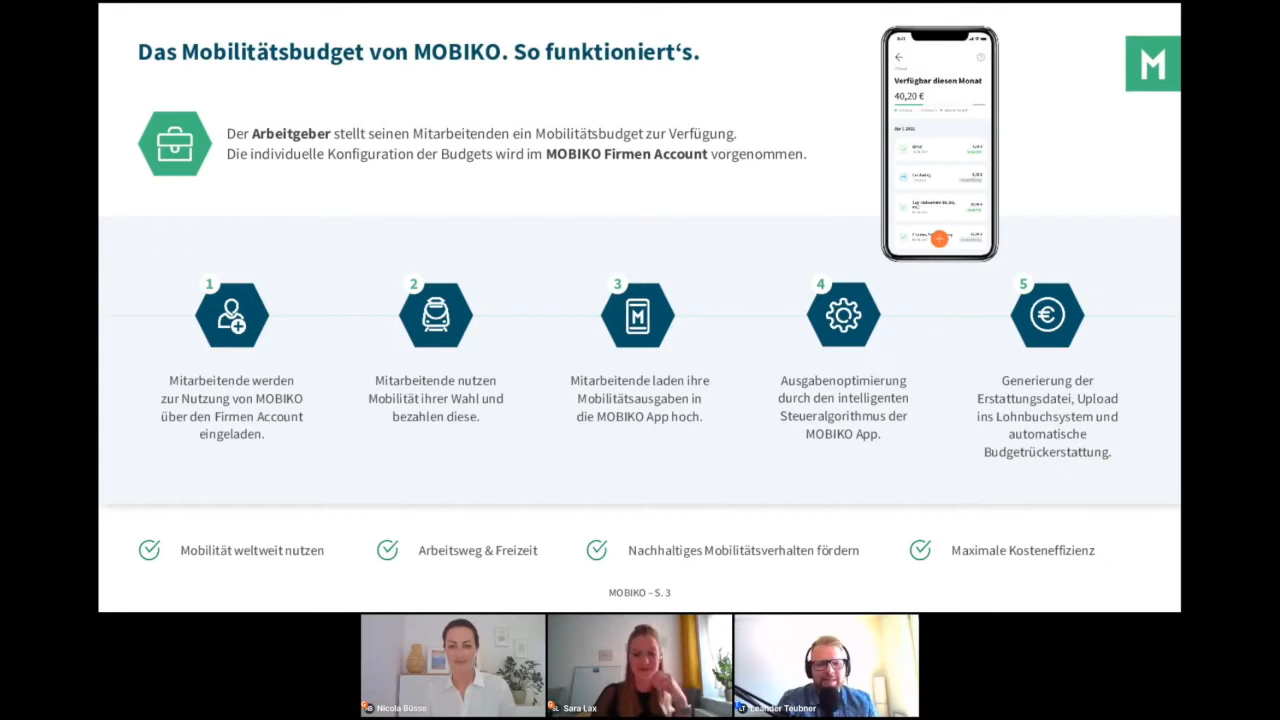 Das Mobilitätsbudget von MOBIKO. So funktioniert‘s.
M
Der Arbeitgeber stellt seinen Mitarbeitenden ein Mobilitätsbudget zur Verfügung.
Die individuelle Konfiguration der Budgets wird im MOBIKO Firmen Account vorgenommen.
Verfügbar diesen Monat
40,20 €
1
Mitarbeitende werden
zur Nutzung von MOBIKO
über den Firmen Account
eingeladen.
2
Mitarbeitende nutzen
Mobilität ihrer Wahl und
bezahlen diese.
3
M
Mitarbeitende laden ihre
Mobilitätsausgaben in
die MOBIKO App hoch.
4
Ausgabenoptimierung
durch den intelligenten
Steueralgorithmus der
MOBIKO App.
5
€
Generierung der
Erstattungsdatei, Upload
ins Lohnbuchsystem und
automatische
Budgetrückerstattung.
Mobilität weltweit nutzen
Arbeitsweg & Freizeit
Nachhaltiges Mobilitätsverhalten fördern
Maximale Kosteneffizienz
MOBIKO – S. 3
Nicola Büsse
Sara Lax
Leander Teubner